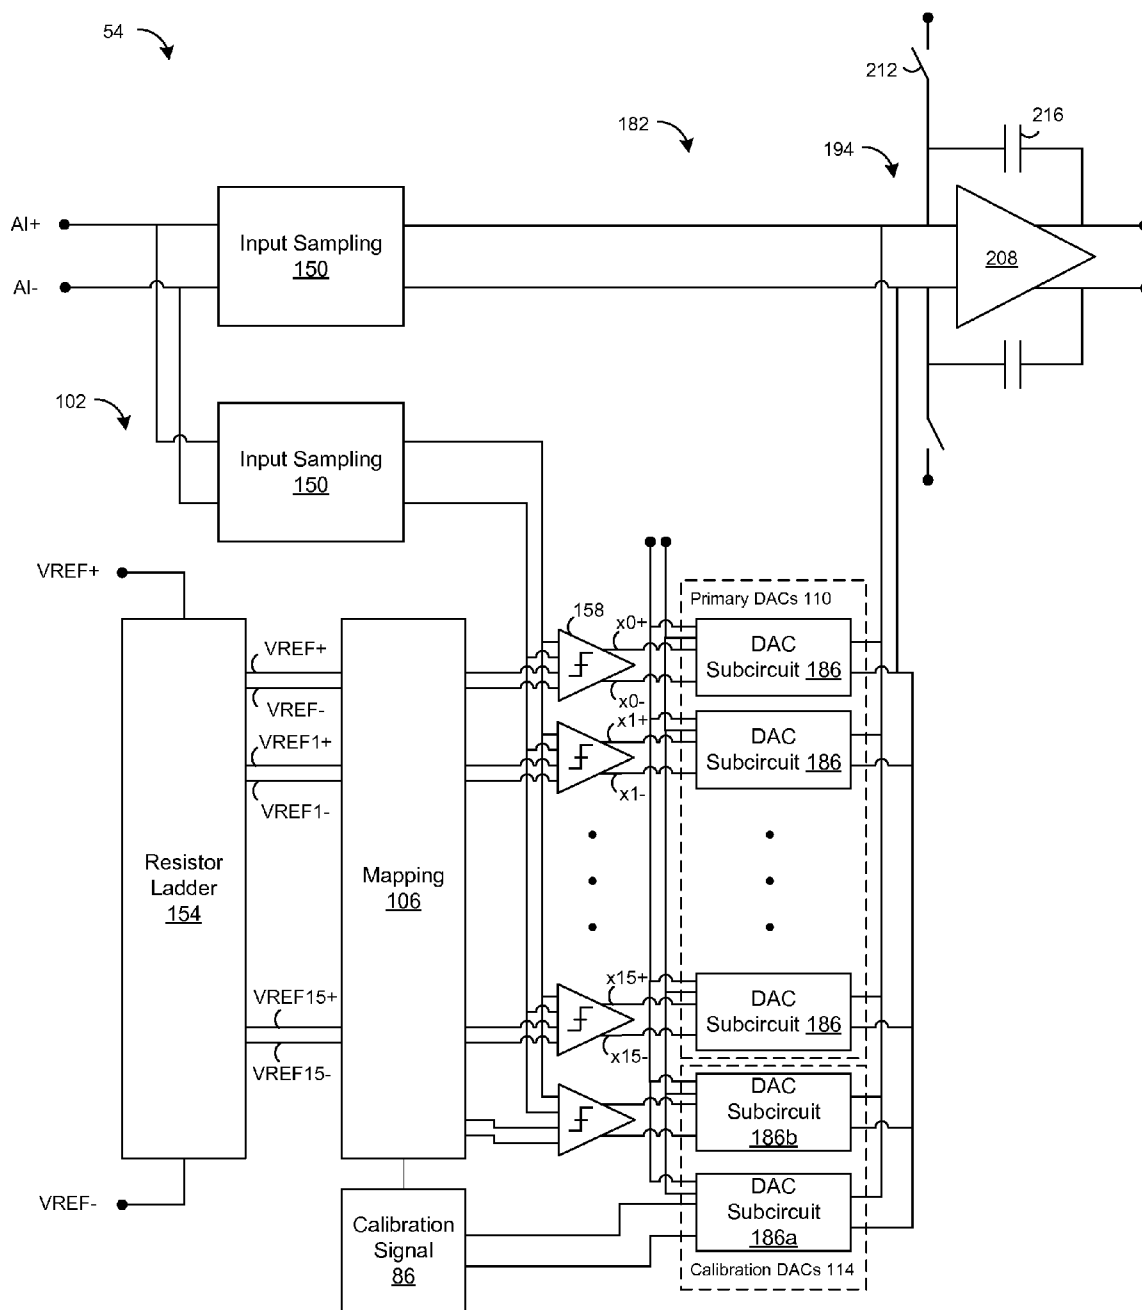 54
212
182
216
194
AI+
Input Sampling
150
208
AI-
102
Input Sampling
150
VREF+
Primary DACs 110
158
x0+
DAC
Subcircuit 186
VREF+
VREF-
x0-
x1+
DAC
Subcircuit 186
VREF1+
VREF1-
x1-
Resistor
Ladder
154
Mapping
106
x15+
DAC
Subcircuit 186
VREF15+
VREF15-
x15-
DAC
Subcircuit
186b
VREF-
Calibration
Signal
86
DAC
Subcircuit
186a
Calibration DACs 114